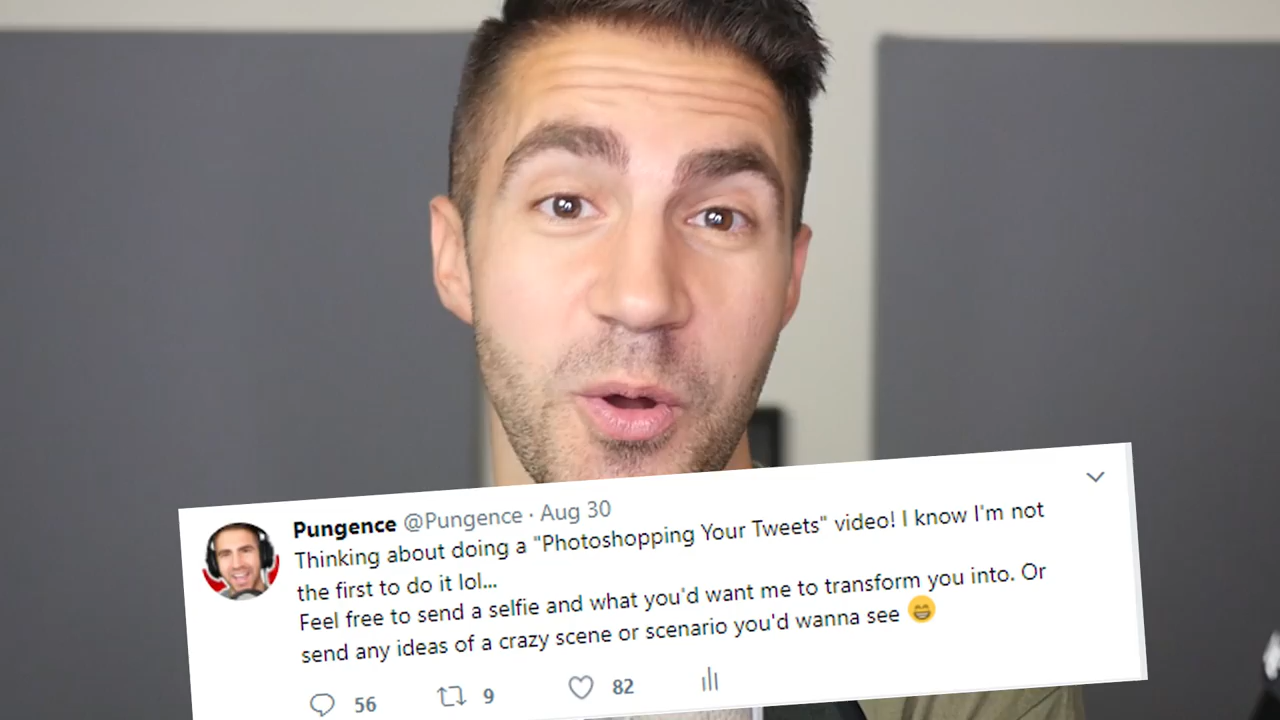 Pungence @Pungence · Aug 30
Thinking about doing a "Photoshopping Your Tweets" video! I know I'm not
the first to do it lol...
Feel free to send a selfie and what you'd want me to transform you into. Or
send any ideas of a crazy scene or scenario you'd wanna see 😄
56 9 82